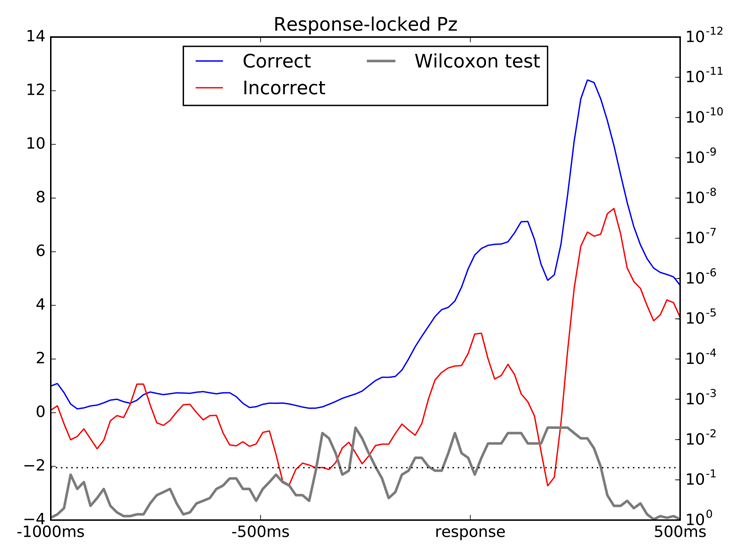 Response-locked Pz
Correct
Wilcoxon test
Incorrect
14
12
10
8
6
4
2
0
−2
−4
10^-12
10^-11
10^-10
10^-9
10^-8
10^-7
10^-6
10^-5
10^-4
10^-3
10^-2
10^-1
10^0
-1000ms
-500ms
response
500ms